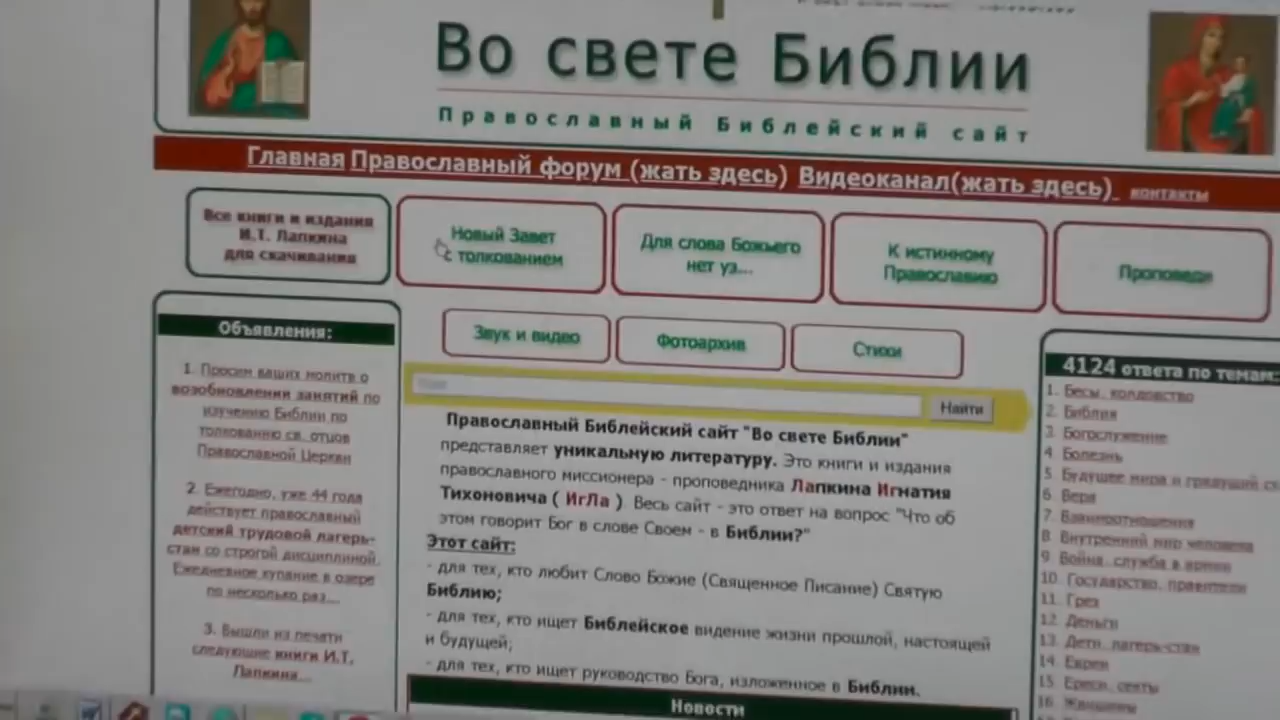 Во свете Библии
Православный Библейский сайт
Главная Православный форум (жать здесь) Видеоканал(жать здесь) контакты
Все книги и издания
И.Т. Лапкина
для скачивания
Новый Завет
с толкованием
Для слова Божьего
нет уз...
К истинному
Православию
Проповеди
Звук и видео
Фотоархив
Стихи
Объявления:
1. Просим ваших молитв о
возобновлении занятий по
изучению Библии по
толкованию св. отцов
Православной Церкви
2. Ежегодно, уже 44 года
действует православный
детский трудовой лагерь-
стан со строгой дисциплиной.
Ежедневное купание в озере
по несколько раз...
3. Вышли из печати
следующие книги И.Т.
Лапкина...
Найти
Православный Библейский сайт "Во свете Библии"
представляет уникальную литературу. Это книги и издания
православного миссионера - проповедника Лапкина Игнатия
Тихоновича ( ИгЛа ). Весь сайт - это ответ на вопрос "Что об
этом говорит Бог в слове Своем - в Библии?"
Этот сайт:
- для тех, кто любит Слово Божие (Священное Писание) Святую
Библию;
- для тех, кто ищет Библейское видение жизни прошлой, настоящей
и будущей;
- для тех, кто ищет руководство Бога, изложенное в Библии.
Новости
4124 ответа по темам:
1. Бесы, колдовство
2. Библия
3. Богослужение
4. Болезнь
5. Будущее мира и грядущий
6. Вера
7. Взаимоотношения
8. Внутренний мир человека
9. Война, служба в армии
10. Государство, правители
11. Грех
12. Деньги
13. Дети, лагерь-стан
14. Евреи
15. Ереси, секты
16. Женщины